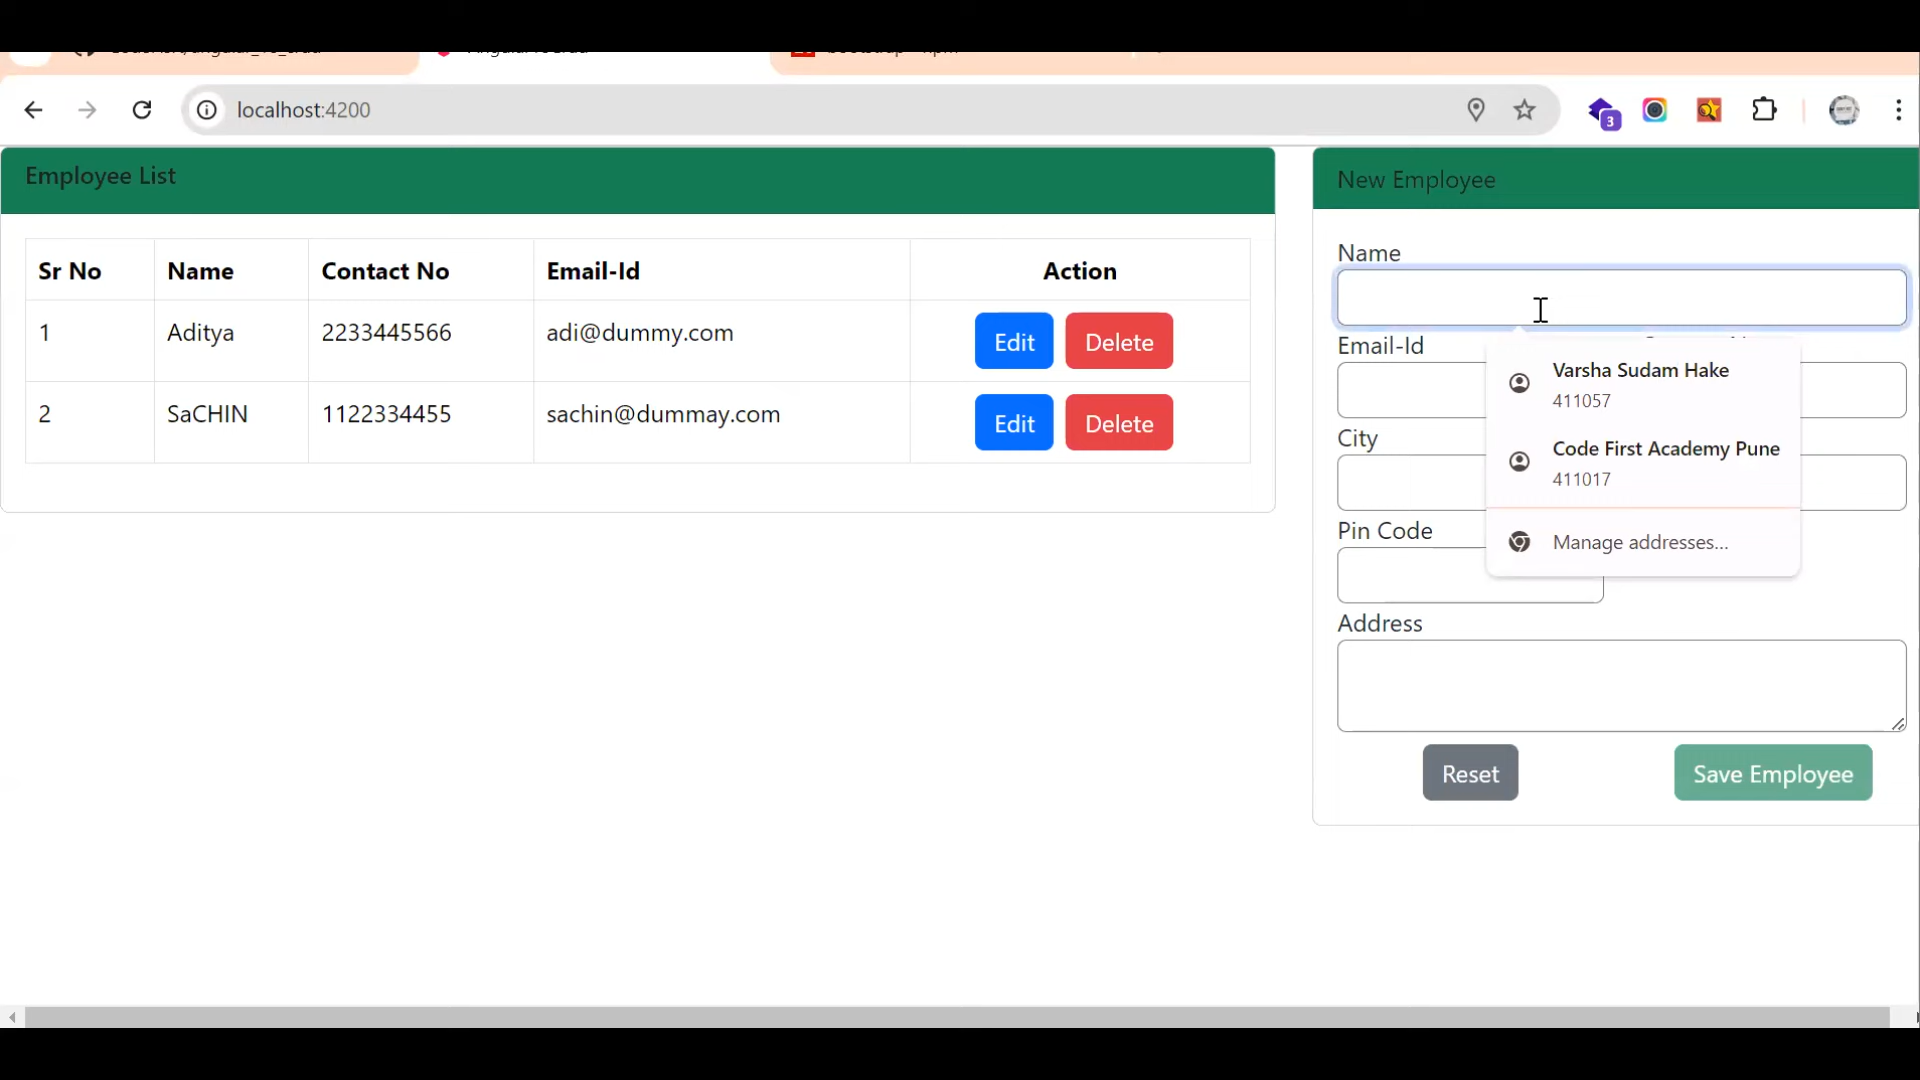 localhost:4200
3
Employee List
Sr No Name Contact No Email-Id Action
1 Aditya 2233445566 adi@dummy.com Edit Delete
2 SaCHIN 1122334455 sachin@dummay.com Edit Delete
New Employee
Name
Email-Id
Varsha Sudam Hake
411057
City
Code First Academy Pune
411017
Pin Code
Manage addresses...
Address
Reset Save Employee